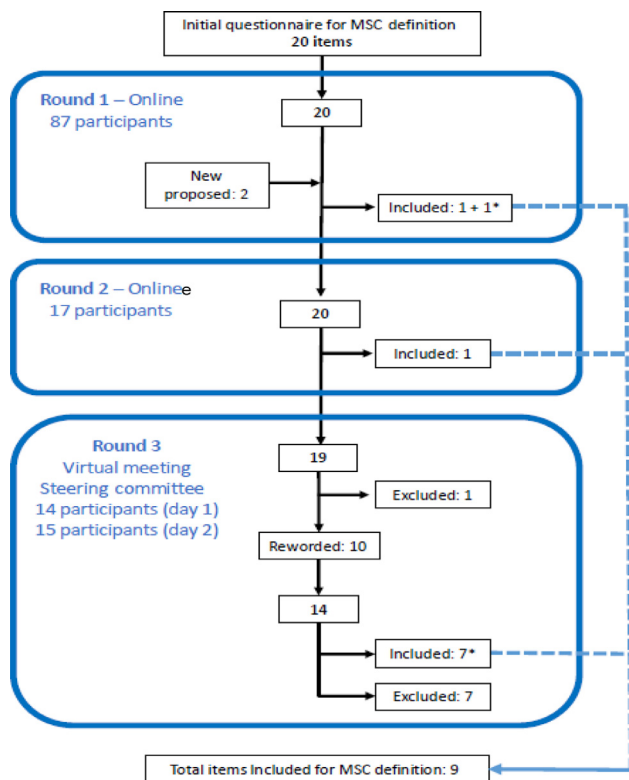 Initial questionnaire for MSC definition
20 items
Round 1 – Online
87 participants
20
New
proposed: 2
Included: 1 + 1*
Round 2 – Onlinee
17 participants
20
Included: 1
Round 3
Virtual meeting
Steering committee
14 participants (day 1)
15 participants (day 2)
19
Excluded: 1
Reworded: 10
14
Included: 7*
Excluded: 7
Total items Included for MSC definition: 9